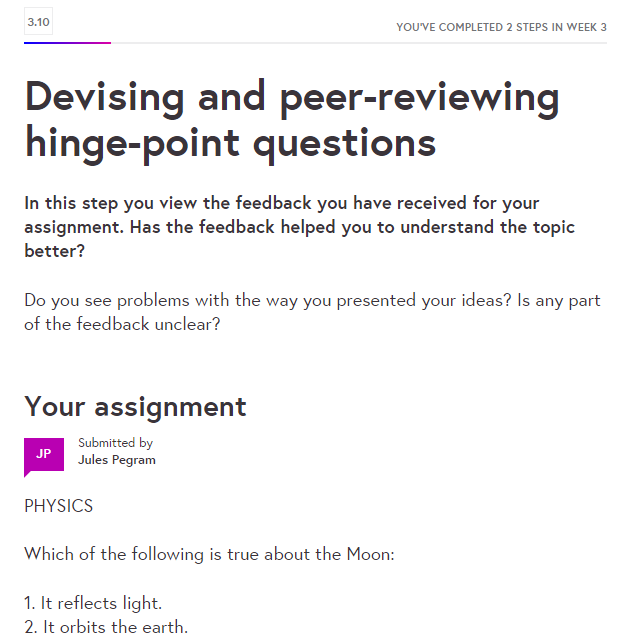 3.10
YOU'VE COMPLETED 2 STEPS IN WEEK 3
Devising and peer-reviewing
hinge-point questions
In this step you view the feedback you have received for your
assignment. Has the feedback helped you to understand the topic
better?
Do you see problems with the way you presented your ideas? Is any part
of the feedback unclear?
Your assignment
JP
Submitted by
Jules Pegram
PHYSICS
Which of the following is true about the Moon:
1. It reflects light.
2. It orbits the earth.